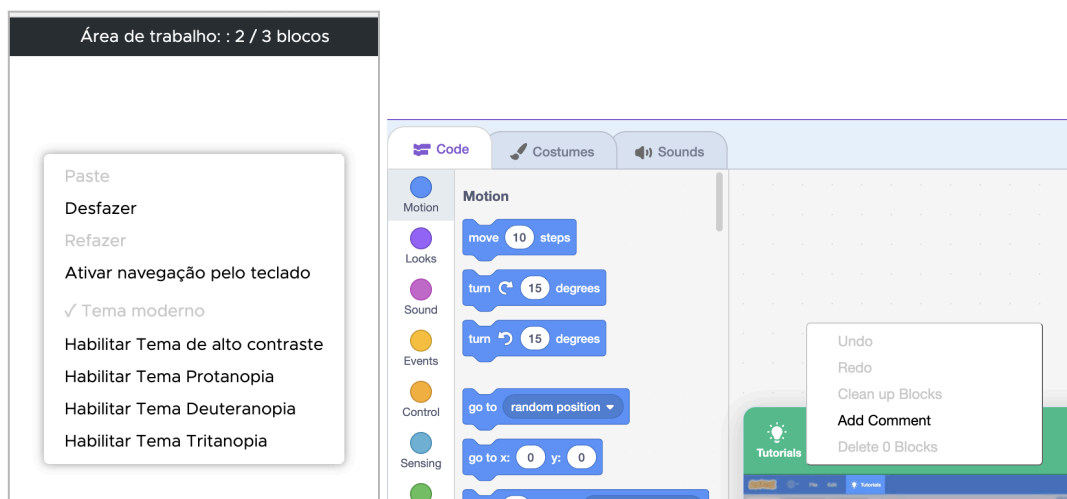 Área de trabalho: : 2 / 3 blocos
Paste
Desfazer
Refazer
Ativar navegação pelo teclado
✓ Tema moderno
Habilitar Tema de alto contraste
Habilitar Tema Protanopia
Habilitar Tema Deuteranopia
Habilitar Tema Tritanopia
Code
Costumes
Sounds
Motion
Looks
Sound
Events
Control
Sensing
Motion
move 10 steps
turn 15 degrees
turn 15 degrees
go to random position
go to x: 0 y: 0
Undo
Redo
Clean up Blocks
Add Comment
Delete 0 Blocks
Tutorials
File Edit Tutorials